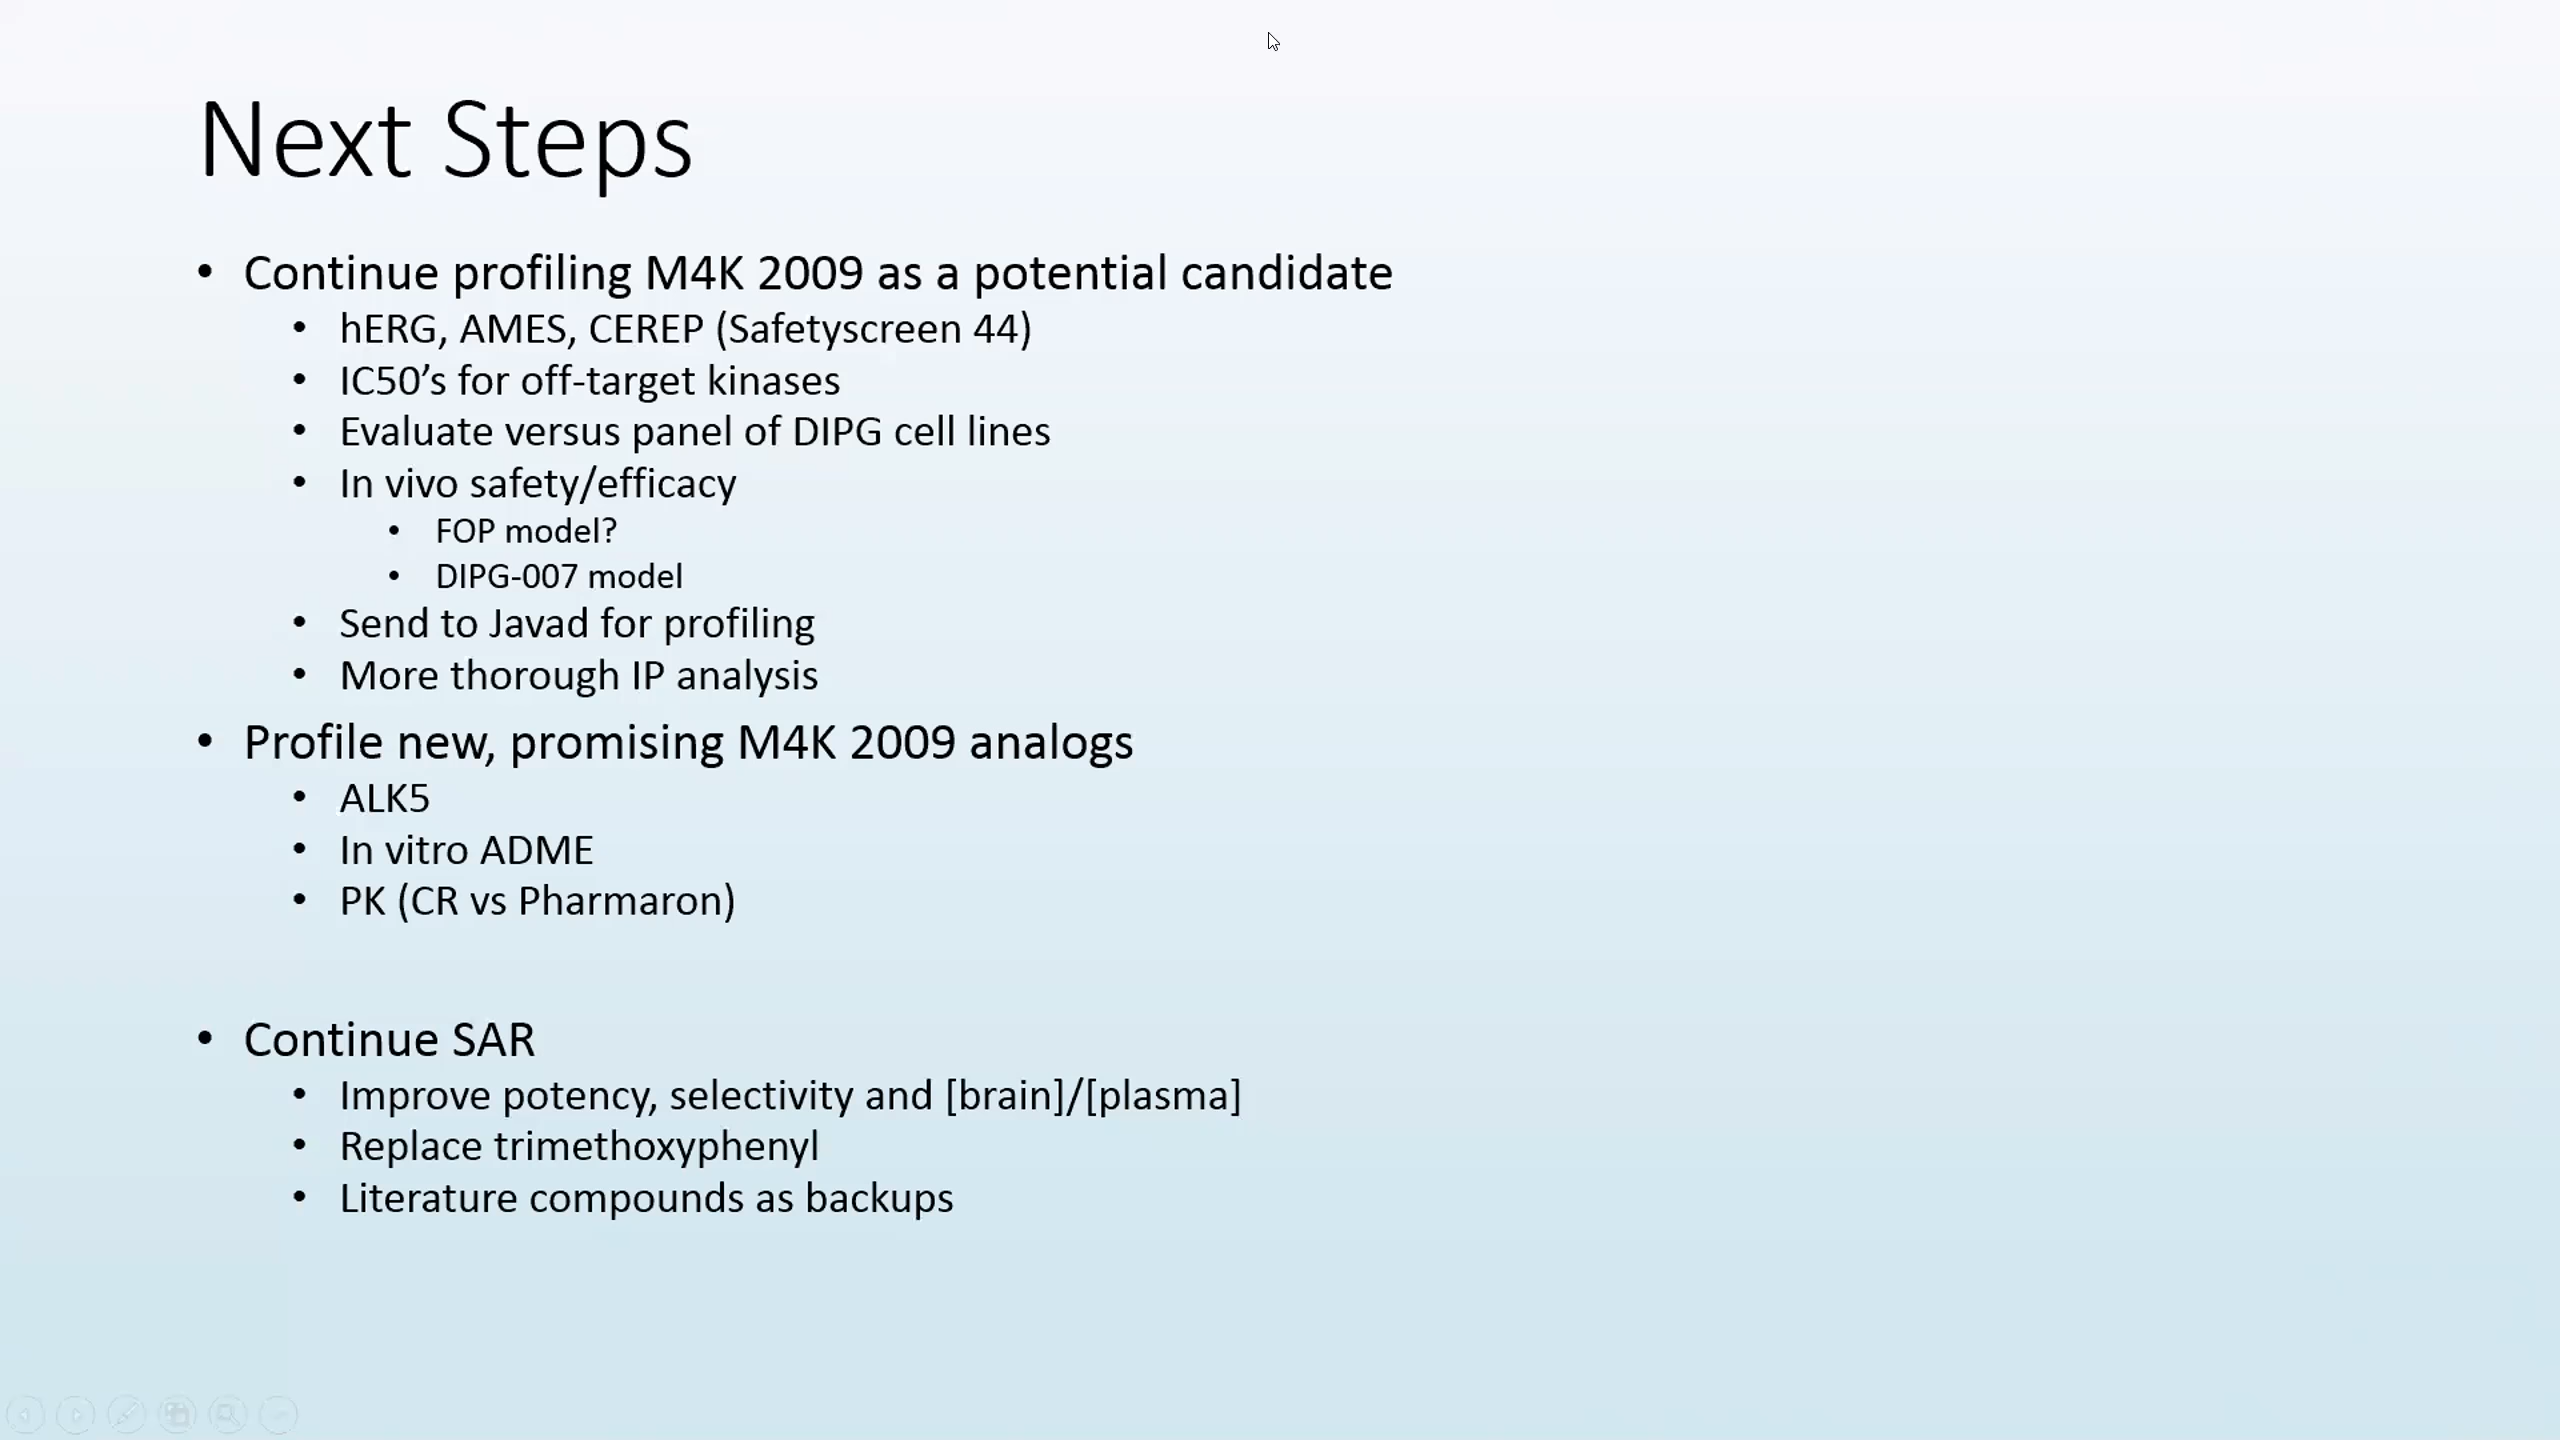 Next Steps
• Continue profiling M4K 2009 as a potential candidate
• hERG, AMES, CEREP (Safetyscreen 44)
• IC50’s for off-target kinases
• Evaluate versus panel of DIPG cell lines
• In vivo safety/efficacy
• FOP model?
• DIPG-007 model
• Send to Javad for profiling
• More thorough IP analysis
• Profile new, promising M4K 2009 analogs
• ALK5
• In vitro ADME
• PK (CR vs Pharmaron)
• Continue SAR
• Improve potency, selectivity and [brain]/[plasma]
• Replace trimethoxyphenyl
• Literature compounds as backups